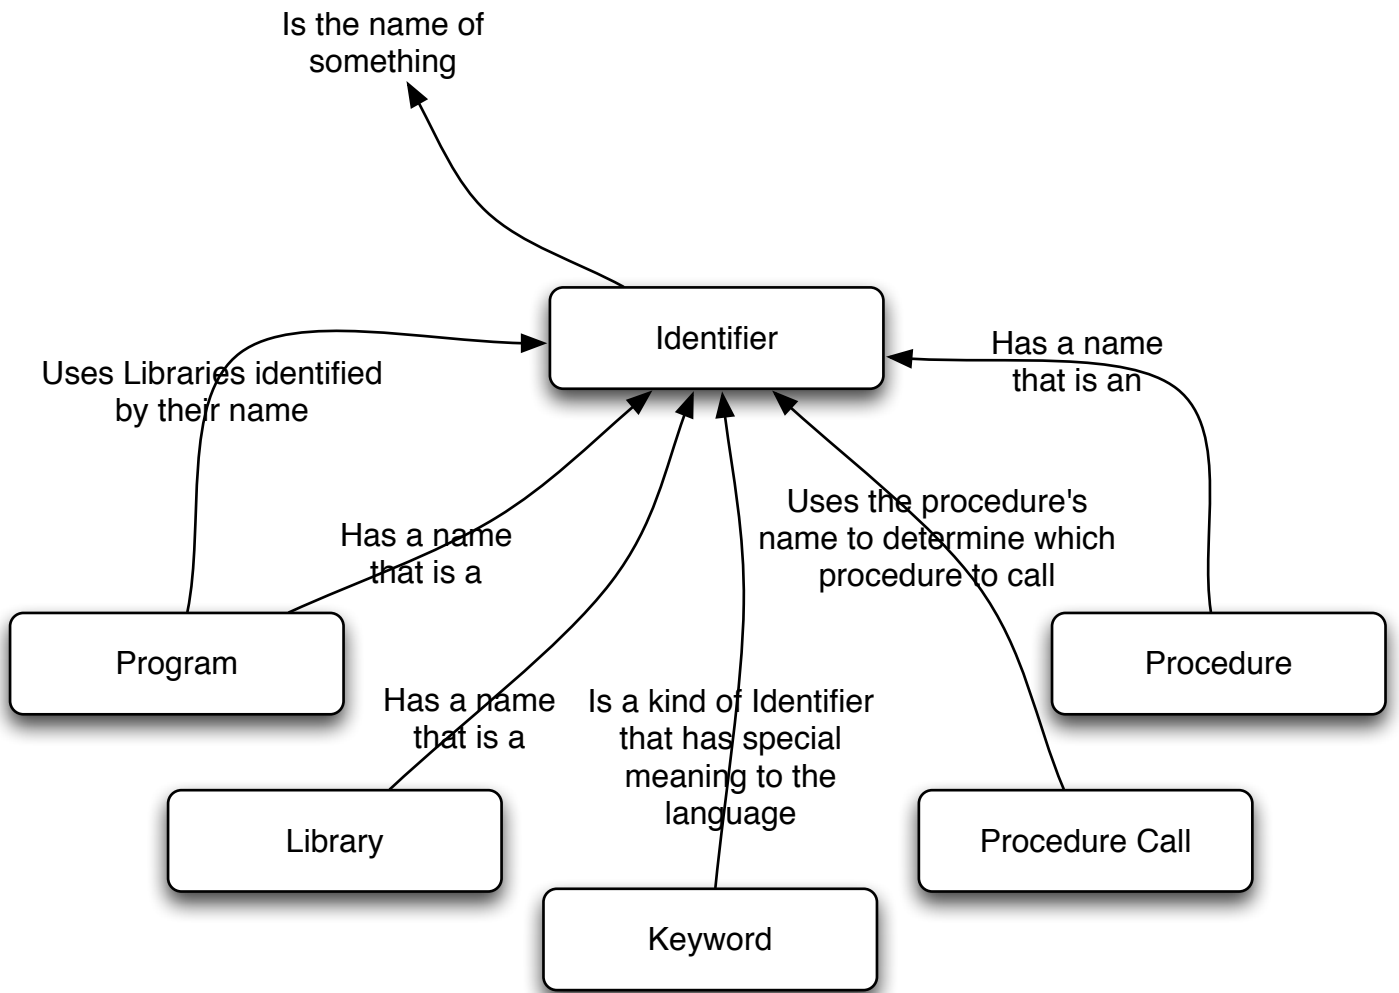 Is the name of
something
Identifier
Has a name
that is an
Uses Libraries identified
by their name
Uses the procedure's
name to determine which
procedure to call
Has a name
that is a
Program
Procedure
Has a name
that is a
Is a kind of Identifier
that has special
meaning to the
language
Library
Procedure Call
Keyword